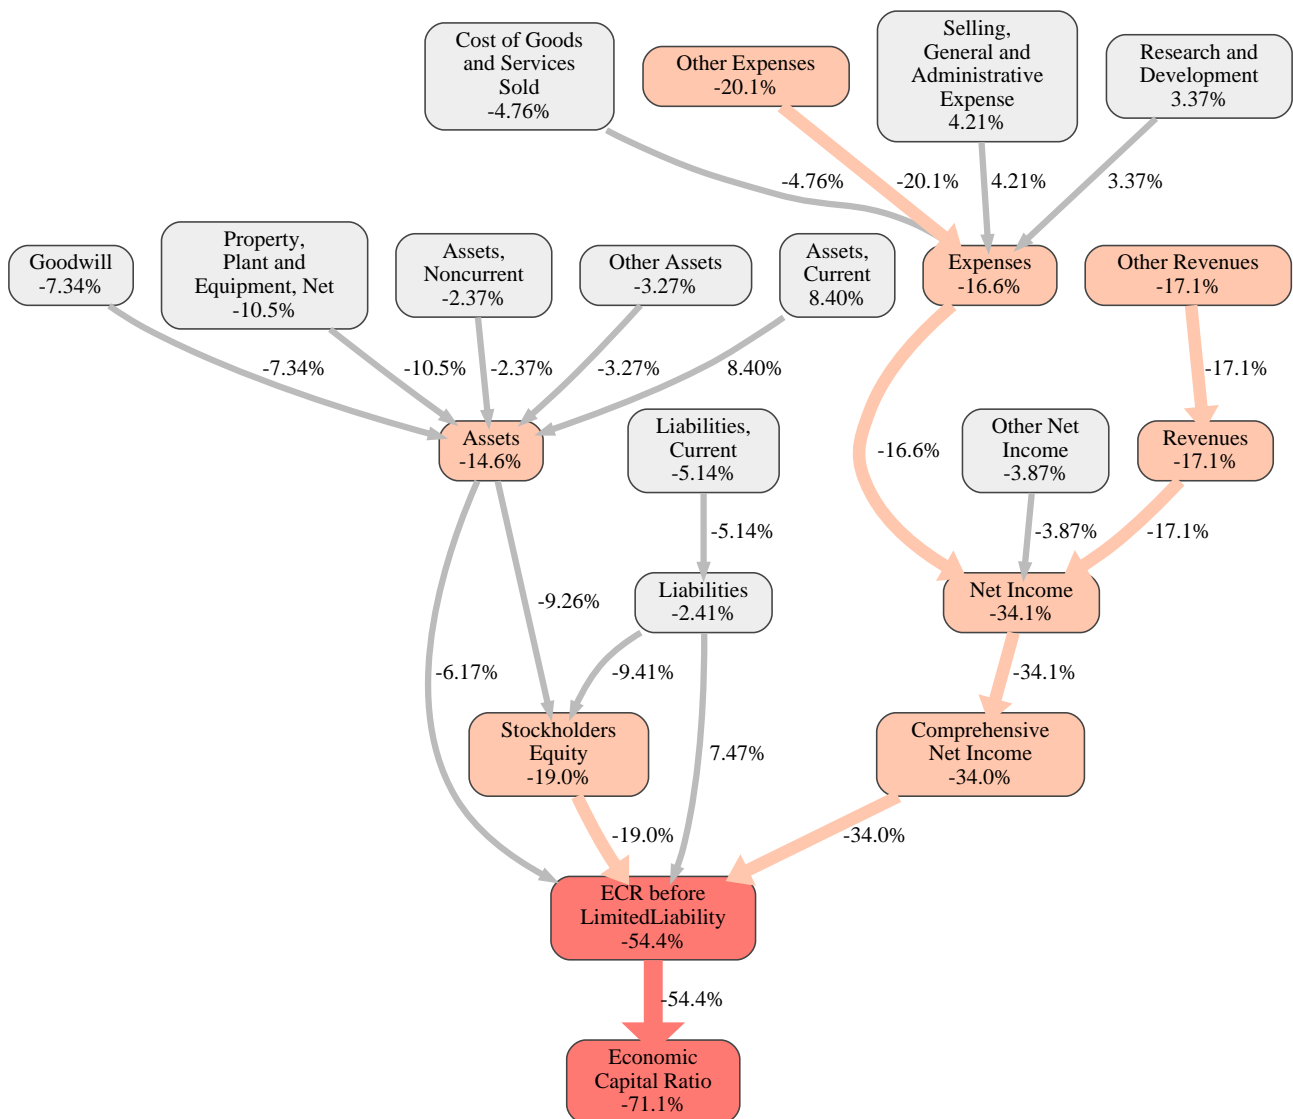 Cost of Goods
and Services
Sold
-4.76%
Other Expenses
-20.1%
Selling,
General and
Administrative
Expense
4.21%
Research and
Development
3.37%
-4.76%
-20.1%
4.21%
3.37%
Goodwill
-7.34%
Property,
Plant and
Equipment, Net
-10.5%
Assets,
Noncurrent
-2.37%
Other Assets
-3.27%
Assets,
Current
8.40%
Expenses
-16.6%
Other Revenues
-17.1%
-7.34%
-10.5%
-2.37%
-3.27%
8.40%
-17.1%
Assets
-14.6%
Liabilities,
Current
-5.14%
-16.6%
Other Net
Income
-3.87%
Revenues
-17.1%
-5.14%
-3.87%
-17.1%
-9.26%
Liabilities
-2.41%
Net Income
-34.1%
-6.17%
-9.41%
-34.1%
Stockholders
Equity
-19.0%
7.47%
Comprehensive
Net Income
-34.0%
-19.0%
-34.0%
ECR before
LimitedLiability
-54.4%
-54.4%
Economic
Capital Ratio
-71.1%